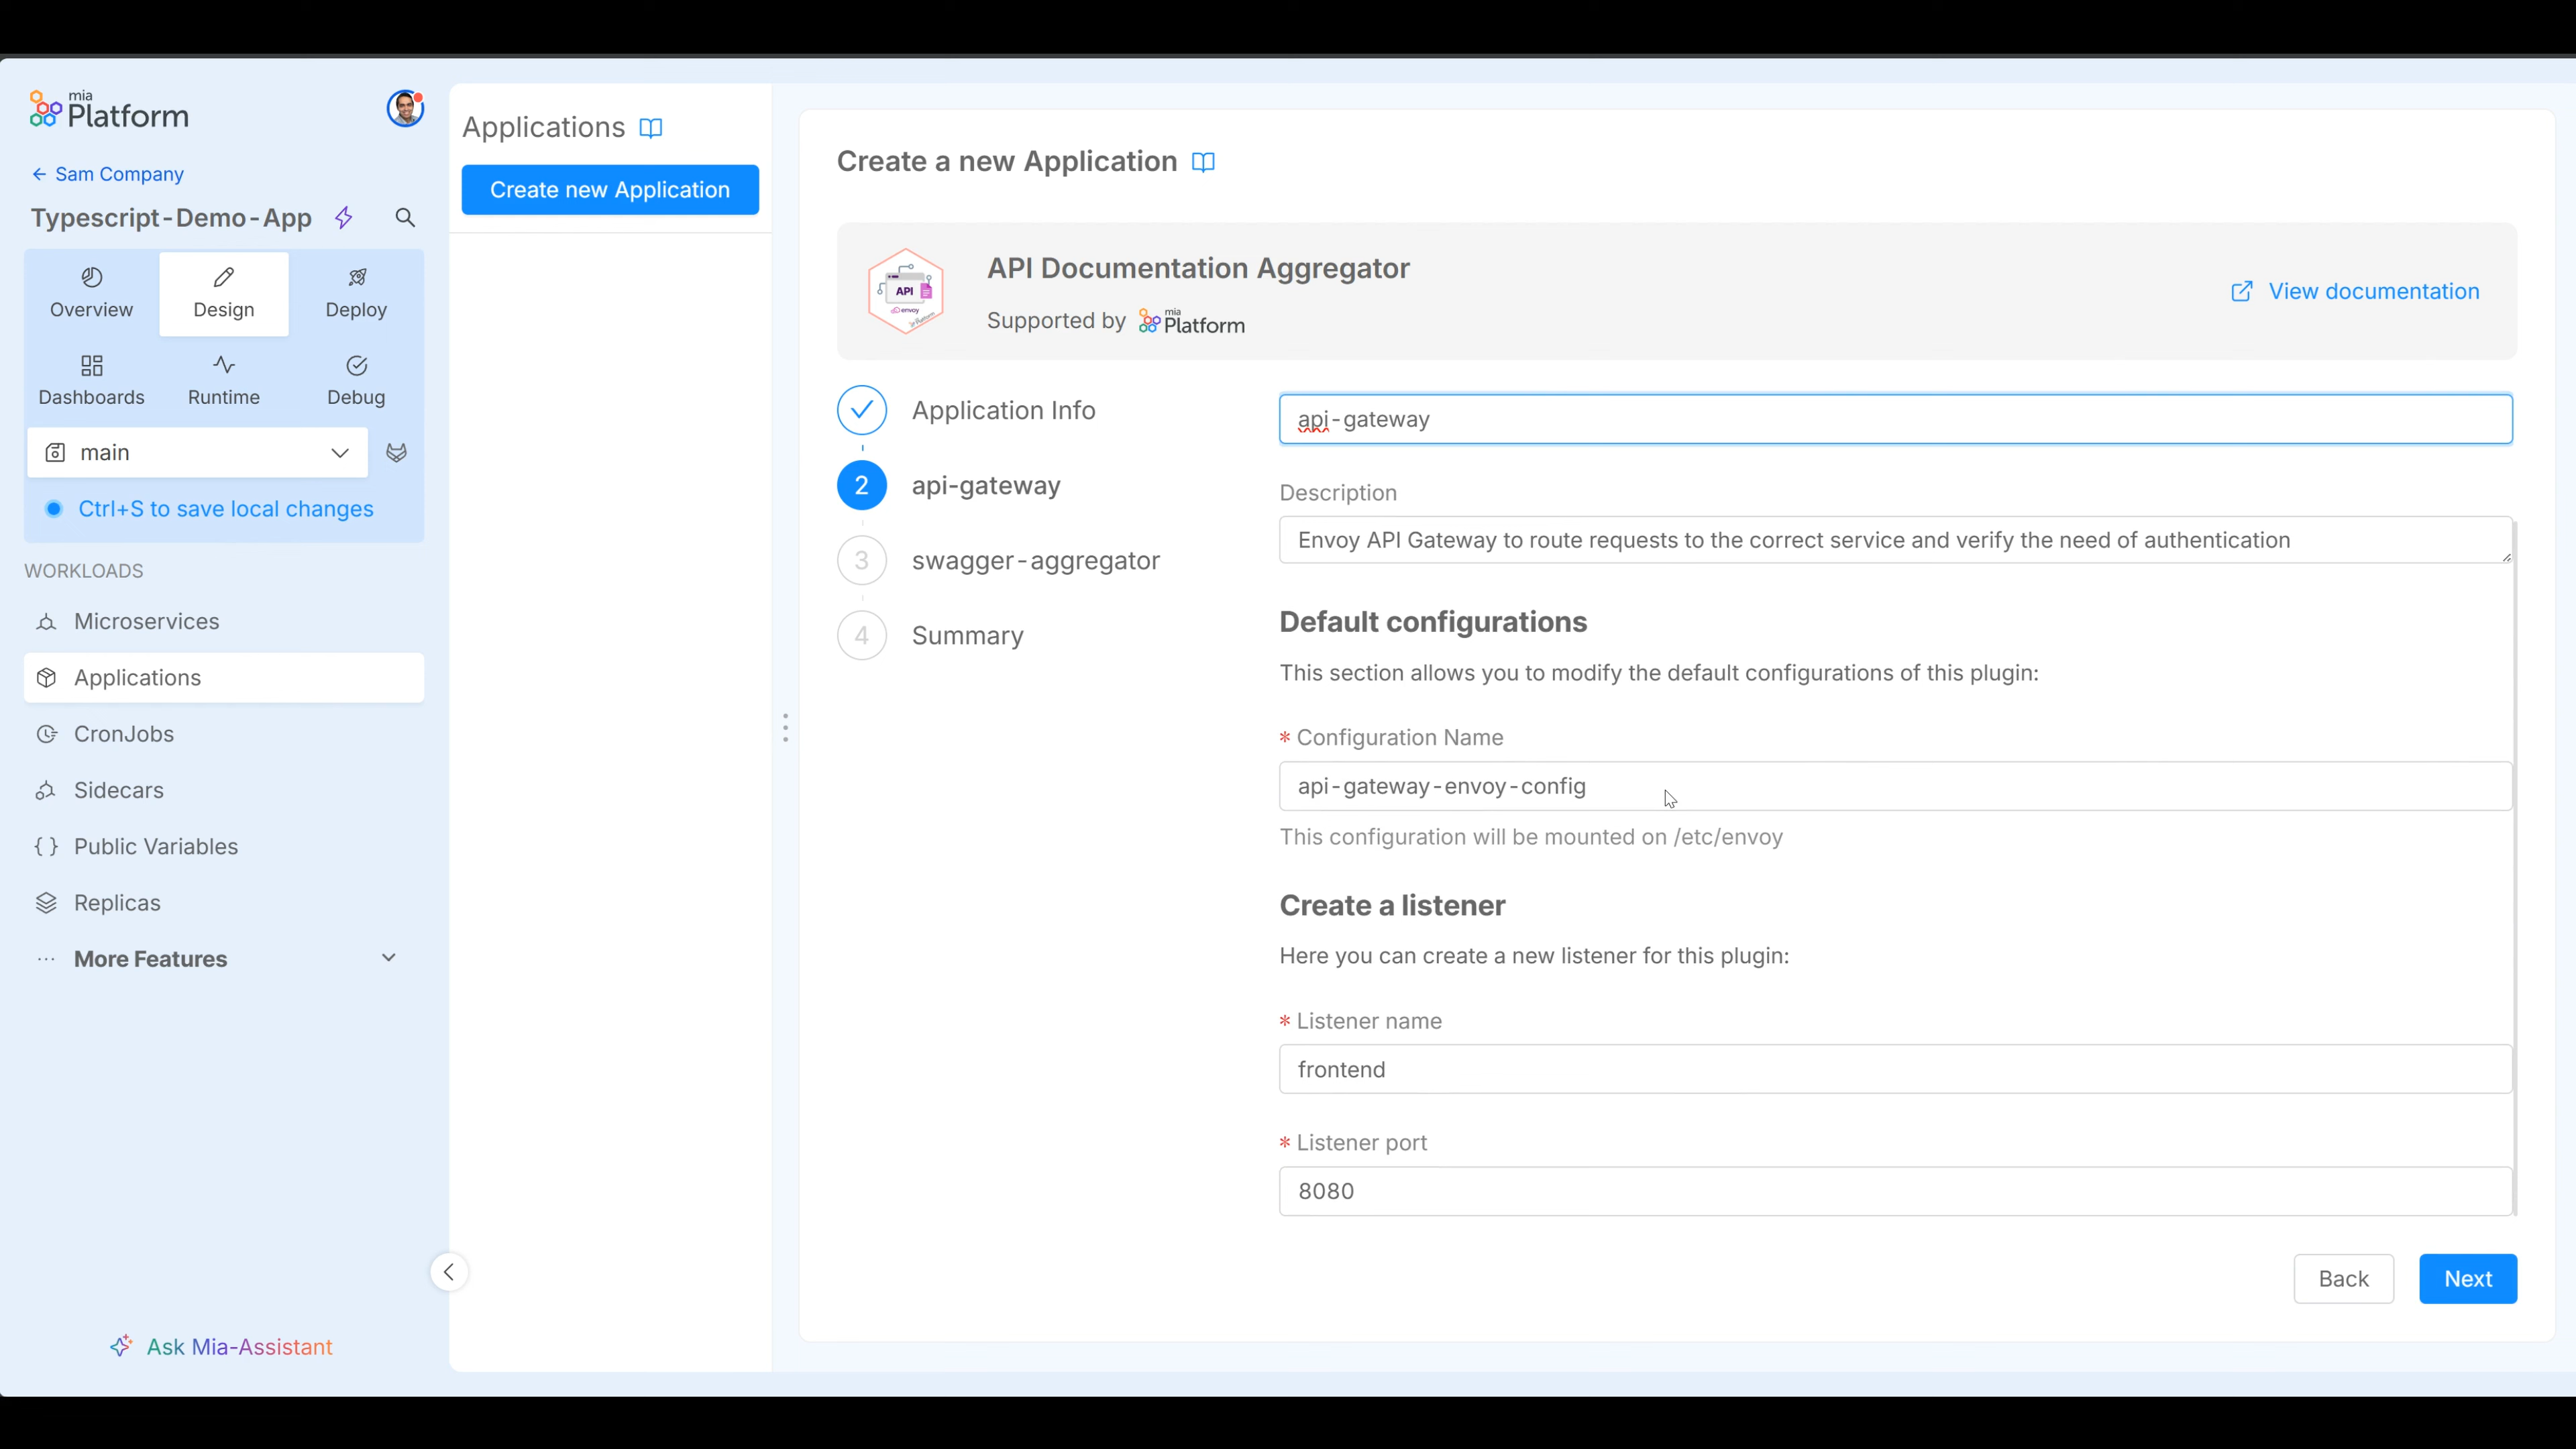 mia
Platform
← Sam Company
Typescript-Demo-App
Overview
Design
Deploy
Dashboards
Runtime
Debug
main
Ctrl+S to save local changes
WORKLOADS
Microservices
Applications
CronJobs
Sidecars
{ } Public Variables
Replicas
... More Features
Ask Mia-Assistant
Applications
Create new Application
Create a new Application
API
envoy
Platform
API Documentation Aggregator
Supported by mia Platform
View documentation
Application Info
2 api-gateway
3 swagger-aggregator
4 Summary
api-gateway
Description
Envoy API Gateway to route requests to the correct service and verify the need of authentication
Default configurations
This section allows you to modify the default configurations of this plugin:
* Configuration Name
api-gateway-envoy-config
This configuration will be mounted on /etc/envoy
Create a listener
Here you can create a new listener for this plugin:
* Listener name
frontend
* Listener port
8080
Back
Next